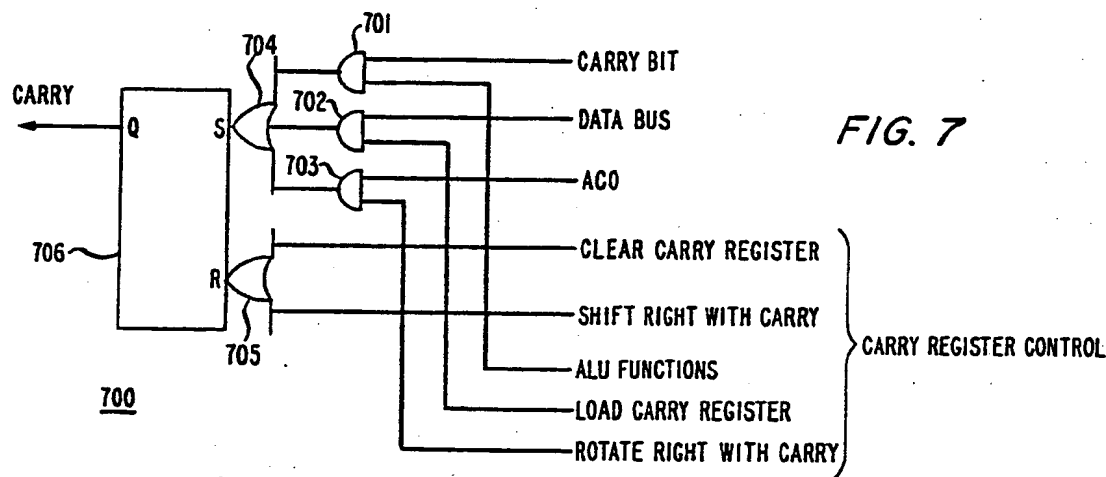 701
704
CARRY BIT
CARRY
702
Q
S
DATA BUS
FIG. 7
703
AC0
706
CLEAR CARRY REGISTER
R
SHIFT RIGHT WITH CARRY
705
CARRY REGISTER CONTROL
ALU FUNCTIONS
700
LOAD CARRY REGISTER
ROTATE RIGHT WITH CARRY